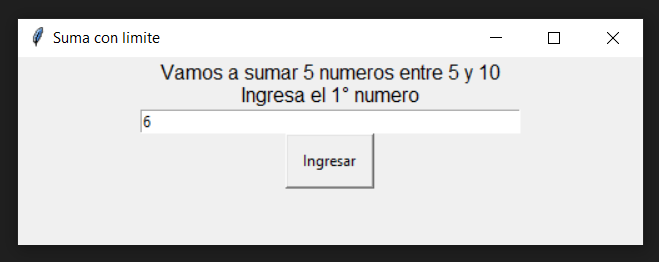 Suma con limite
Vamos a sumar 5 numeros entre 5 y 10
Ingresa el 1° numero
6
Ingresar